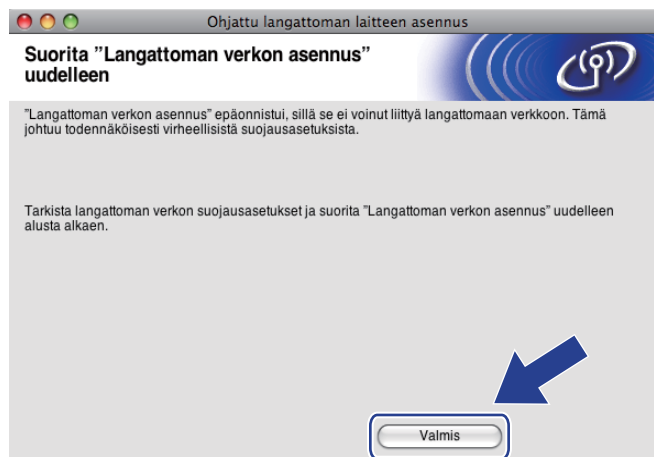 Ohjattu langattoman laitteen asennus
Suorita ”Langattoman verkon asennus”
uudelleen
”Langattoman verkon asennus” epäonnistui, sillä se ei voinut liittyä langattomaan verkkoon. Tämä
johtuu todennäköisesti virheellisistä suojausasetuksista.
Tarkista langattoman verkon suojausasetukset ja suorita ”Langattoman verkon asennus” uudelleen
alusta alkaen.
Valmis